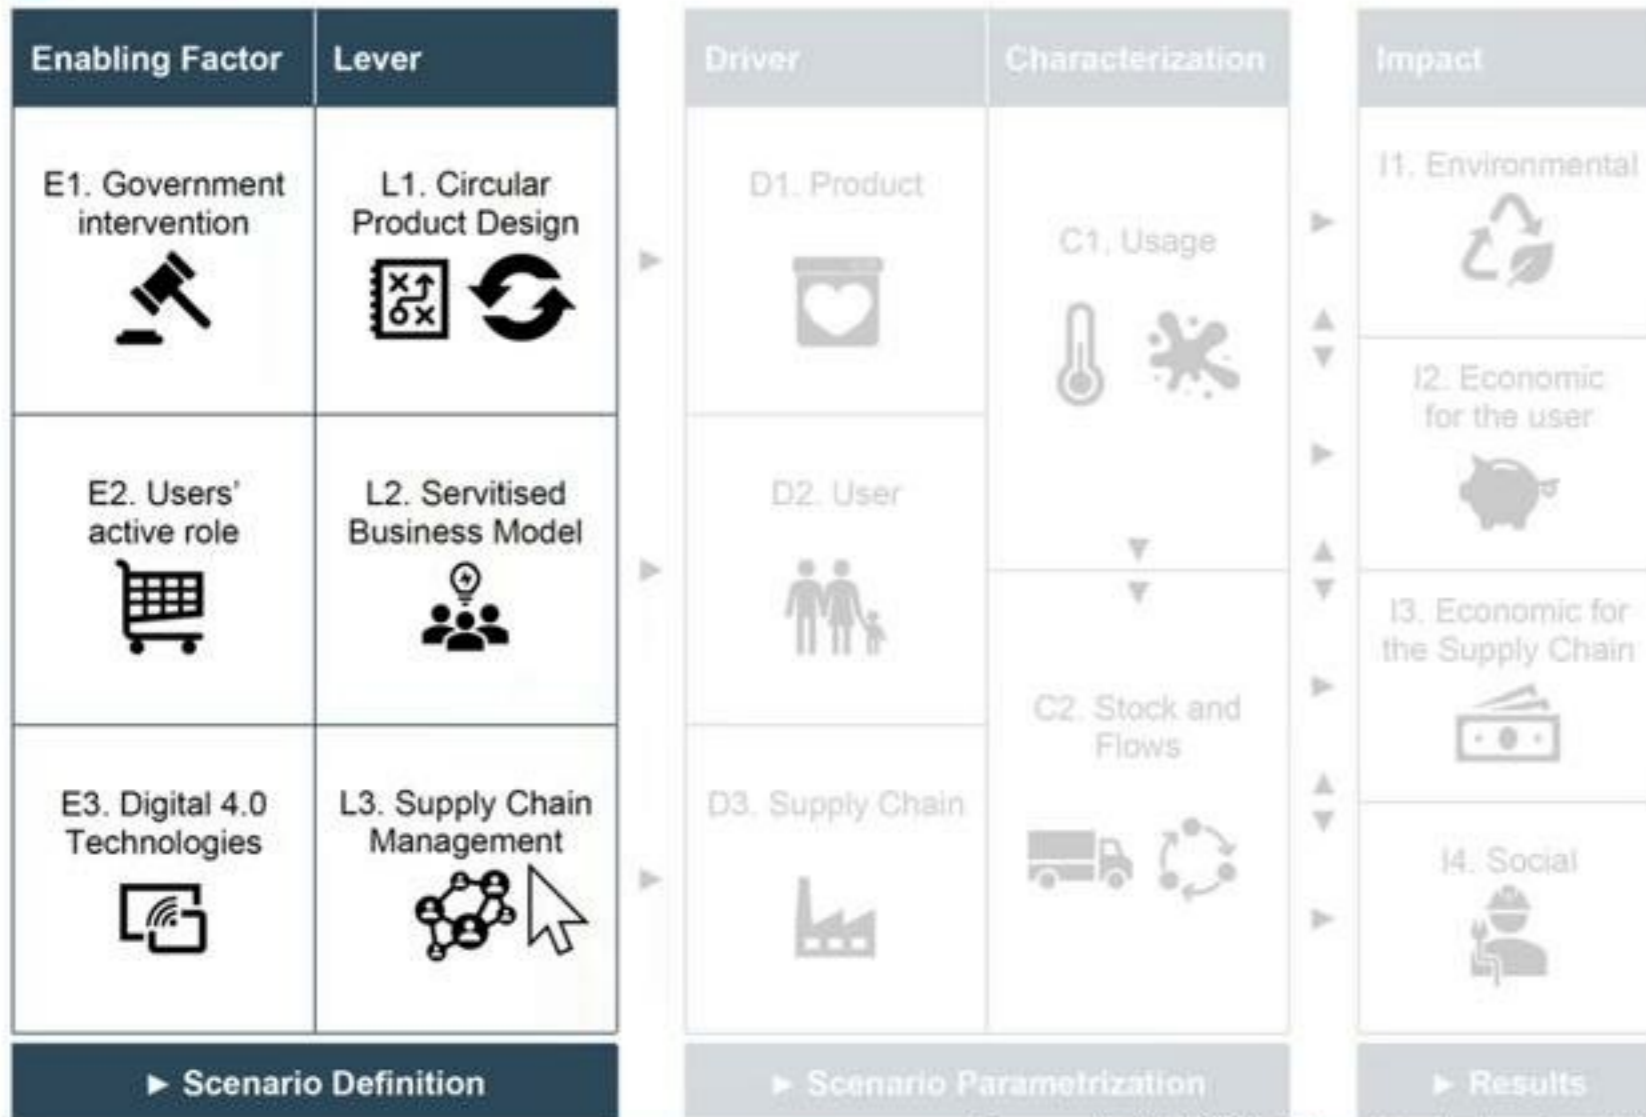 Enabling Factor
Lever
Driver
Characterization
Impact
E1. Government
intervention
L1. Circular
Product Design
D1. Product
C1. Usage
I1. Environmental
I2. Economic
for the user
E2. Users'
active role
L2. Servitised
Business Model
D2. User
I3. Economic for
the Supply Chain
C2. Stock and
Flows
E3. Digital 4.0
Technologies
L3. Supply Chain
Management
D3. Supply Chain
I4. Social
► Scenario Definition
► Scenario Parametrization
► Results